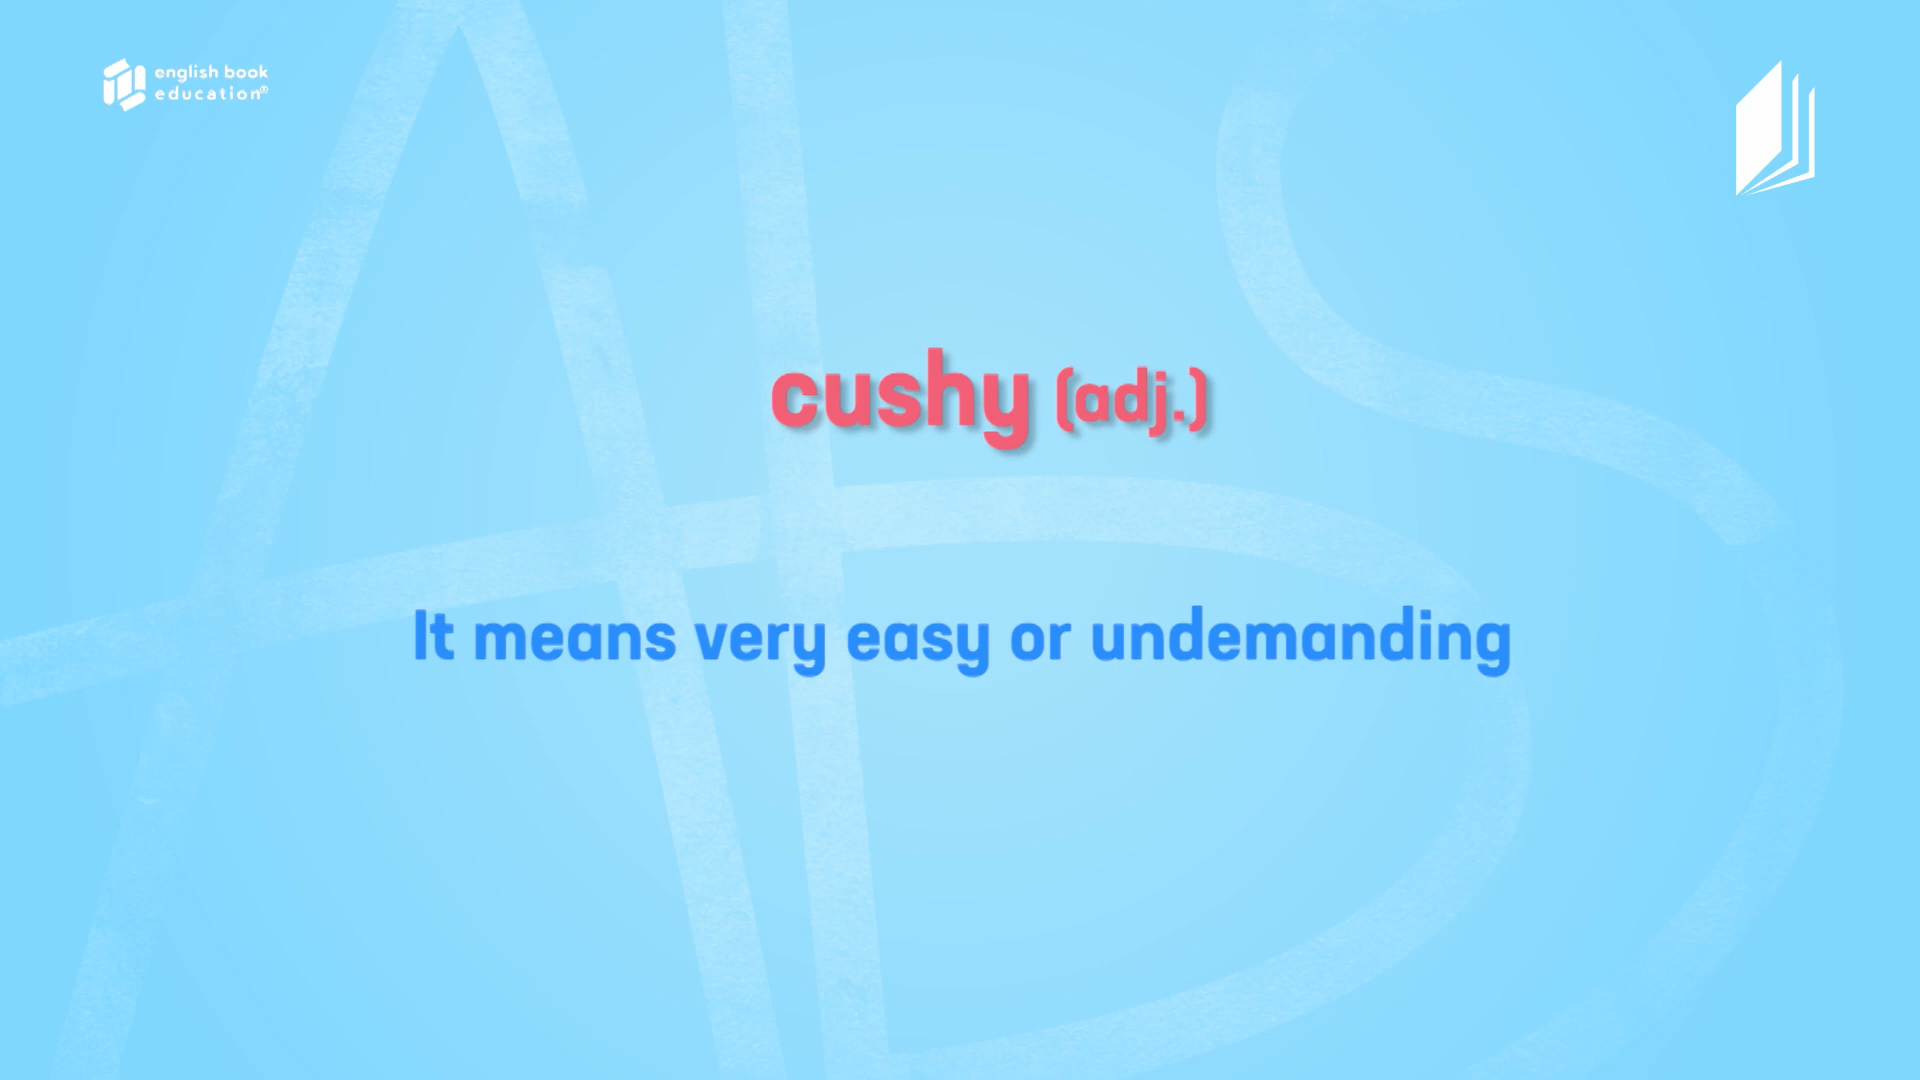 english book
education®
cushy (adj.)
It means very easy or undemanding